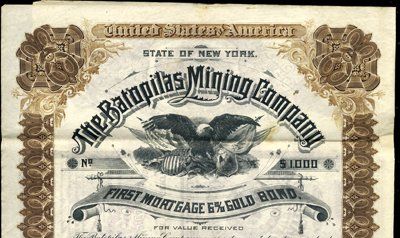 United States of America
STATE OF NEW YORK.
The Batopilas Mining Company
No $1000
FIRST MORTGAGE 6% GOLD BOND.
FOR VALUE RECEIVED